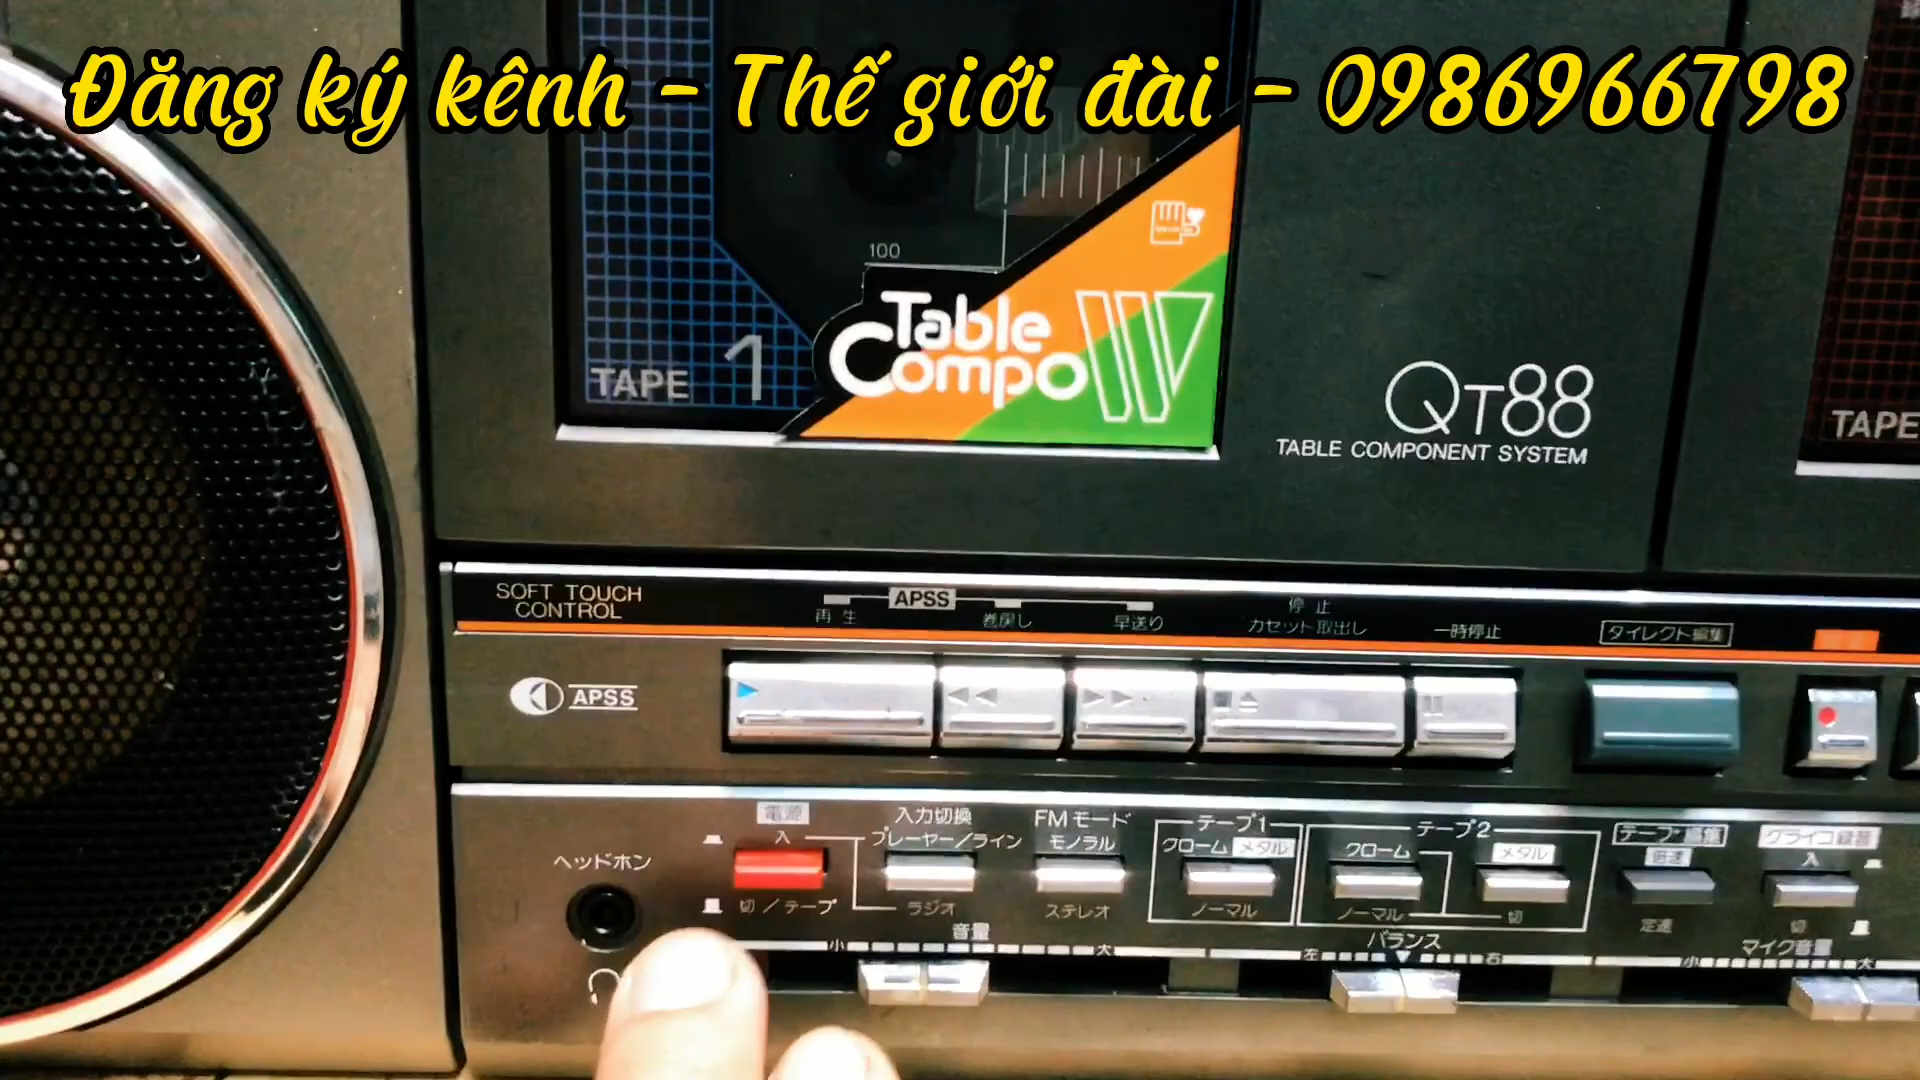 Đăng ký kênh - Thế giới đài - 0986966798
100
Table
Compo W
TAPE 1
QT88
TABLE COMPONENT SYSTEM
TAPE
SOFT TOUCH
CONTROL
APSS
再生
巻戻し
早送り
停止
カセット取出し
一時停止
ダイレクト編集
APSS
電源
入
切/テープ
ヘッドホン
入力切換
プレーヤー/ライン
ラジオ
FMモード
モノラル
ステレオ
テープ1
クローム メタル
ノーマル
テープ2
クローム
メタル
ノーマル
切
テープ編集
倍速
定速
入
切
音量
小
大
バランス
左
右
マイク音量
小
大